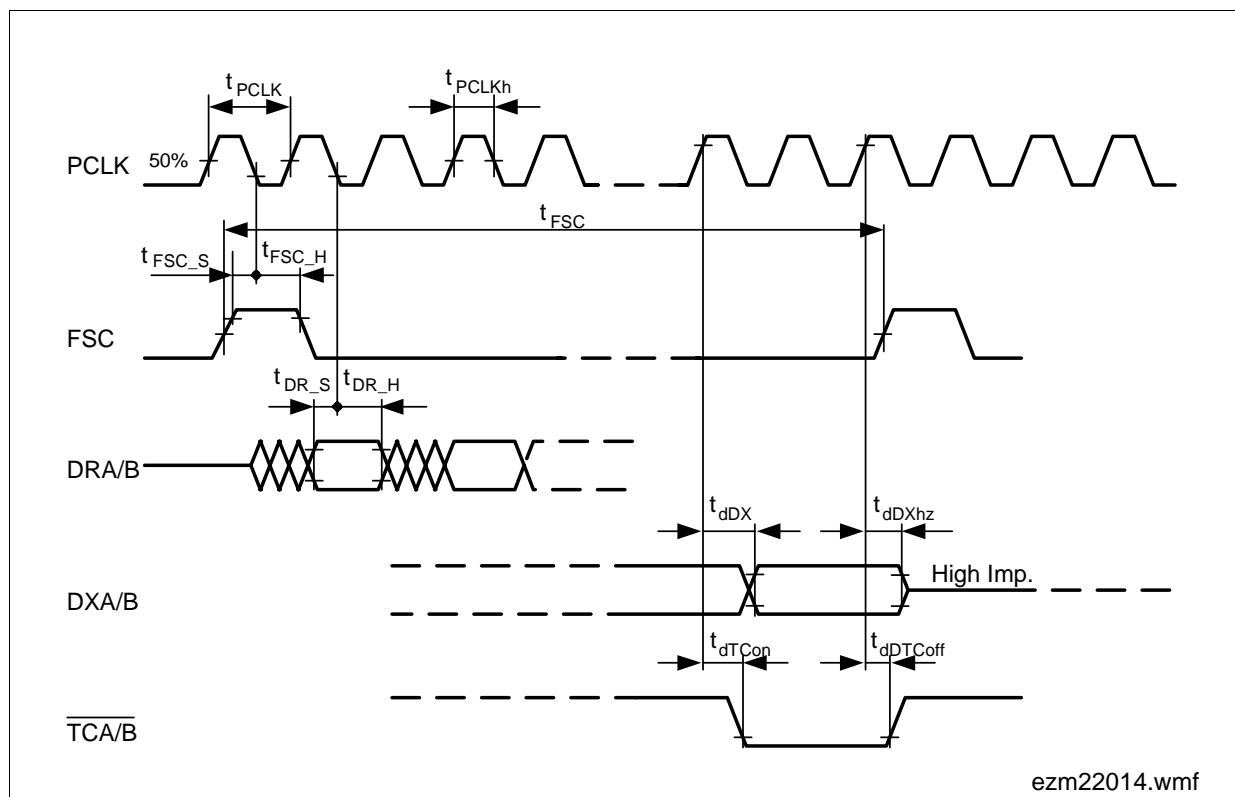 t PCLK
t PCLKh
PCLK 50%
t FSC
t FSC_S t FSC_H
FSC
t DR_S t DR_H
DRA/B
t dDX t dDXhz
High Imp.
DXA/B
t dTCon t dDTCoff
TCA/B
ezm22014.wmf